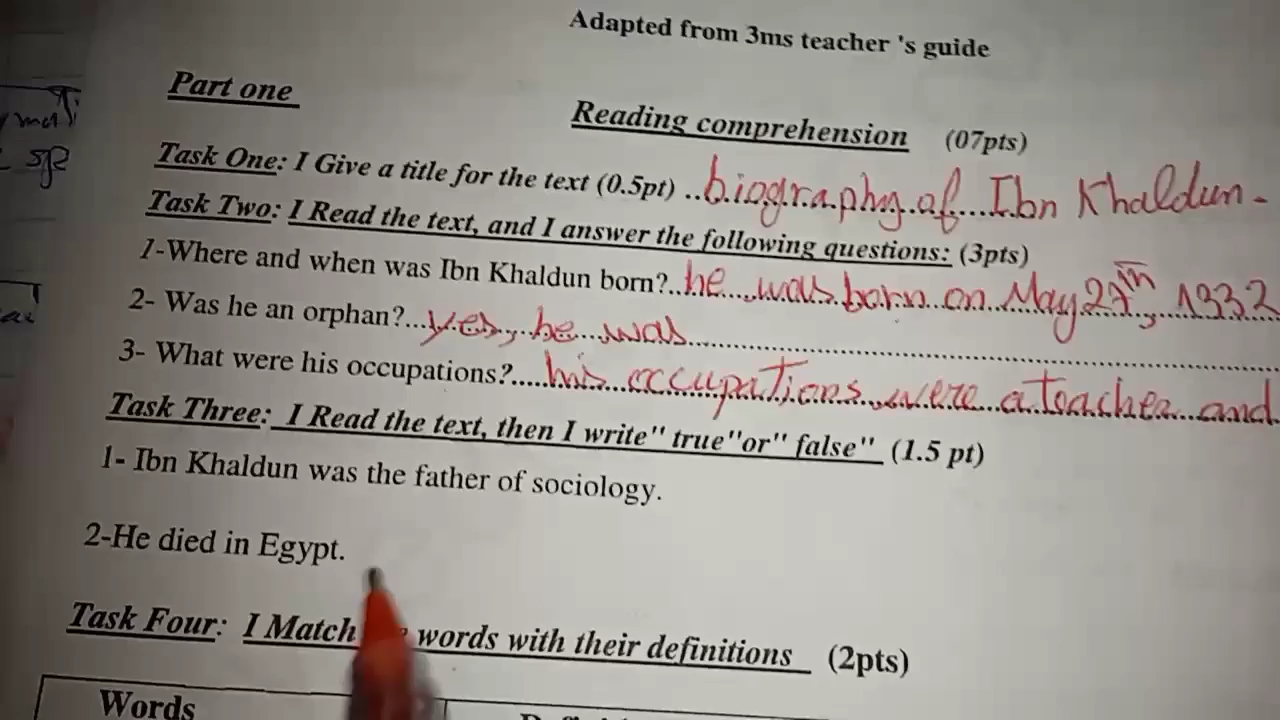 Adapted from 3ms teacher 's guide
Part one
Reading comprehension (07pts)
Task One: I Give a title for the text (0.5pt) ..biography of Ibn Khaldun.
Task Two: I Read the text, and I answer the following questions: (3pts)
1-Where and when was Ibn Khaldun born?...he was born on May 27th, 1332
2- Was he an orphan?...yes, he was...
3- What were his occupations?.....his occupations were a teacher and
Task Three: I Read the text, then I write" true"or" false" (1.5 pt)
1- Ibn Khaldun was the father of sociology.
2-He died in Egypt.
Task Four: I Match words with their definitions (2pts)
Words